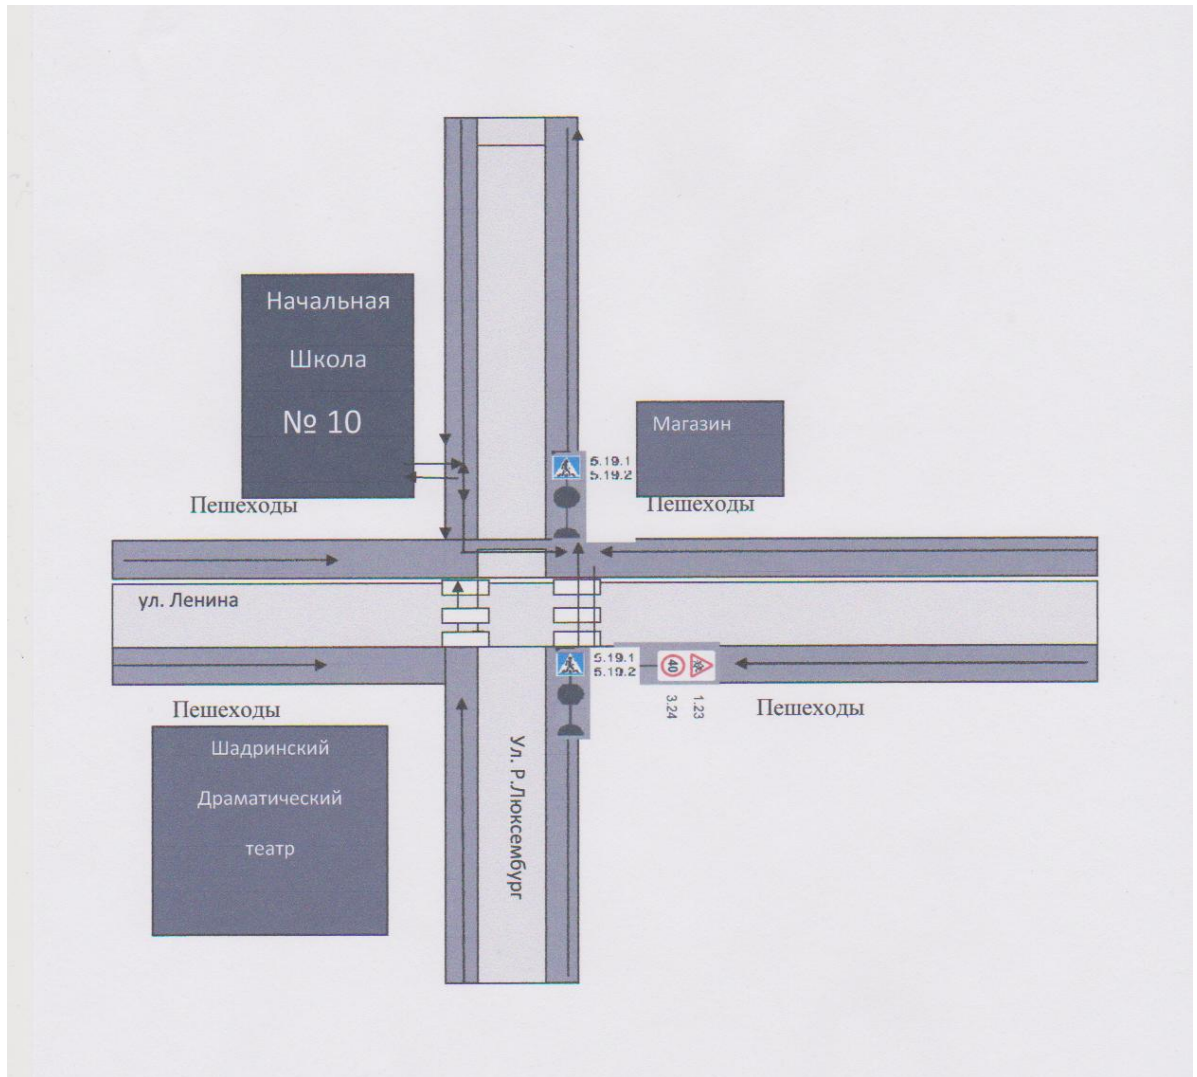 Начальная
Школа
№ 10
Магазин
5.19.1
5.19.2
Пешеходы
Пешеходы
ул. Ленина
5.19.1
5.19.2
40
3.24
1.23
Пешеходы
Пешеходы
Шадринский
Драматический
театр
Ул. Р.Люксембург